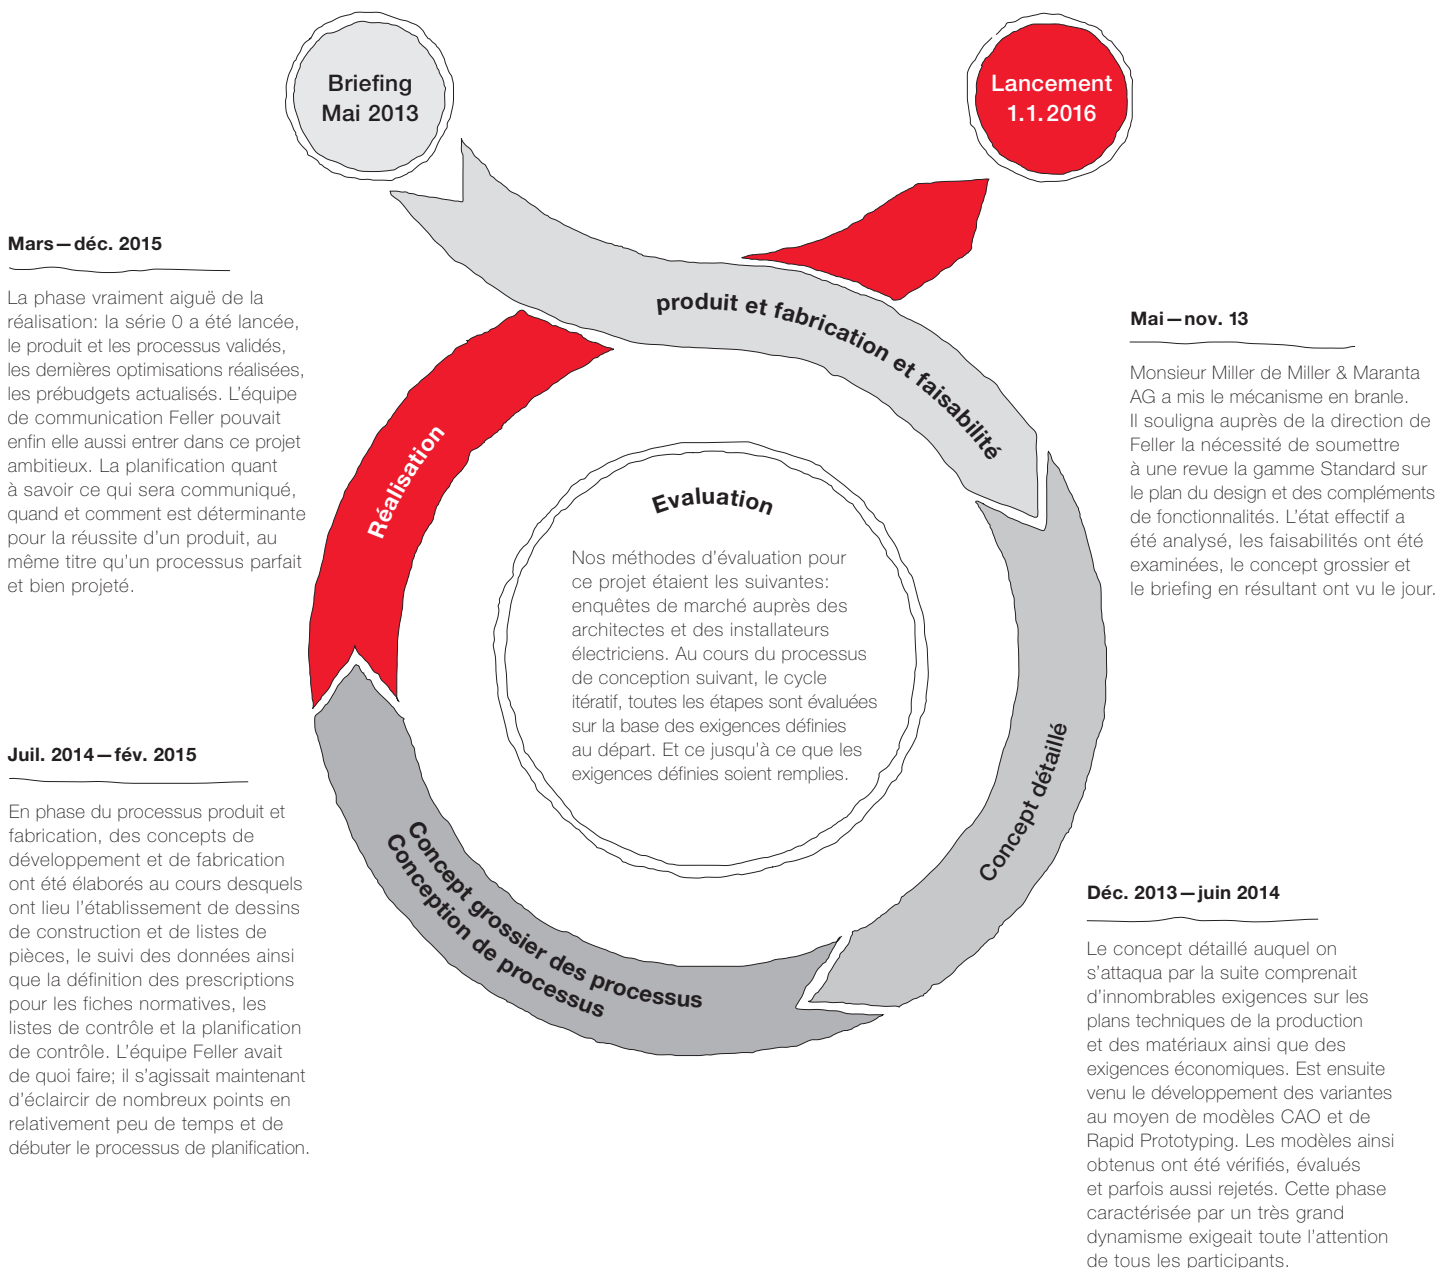 Briefing
Mai 2013
Lancement
1.1.2016
produit et fabrication et faisabilité
Mai—nov. 13
Monsieur Miller de Miller & Maranta
AG a mis le mécanisme en branle.
Il souligna auprès de la direction de
Feller la nécessité de soumettre
à une revue la gamme Standard sur
le plan du design et des compléments
de fonctionnalités. L’état effectif a
été analysé, les faisabilités ont été
examinées, le concept grossier et
le briefing en résultant ont vu le jour.
Concept détaillé
Déc. 2013—juin 2014
Le concept détaillé auquel on
s’attaqua par la suite comprenait
d’innombrables exigences sur les
plans techniques de la production
et des matériaux ainsi que des
exigences économiques. Est ensuite
venu le développement des variantes
au moyen de modèles CAO et de
Rapid Prototyping. Les modèles ainsi
obtenus ont été vérifiés, évalués
et parfois aussi rejetés. Cette phase
caractérisée par un très grand
dynamisme exigeait toute l’attention
de tous les participants.
Concept grossier des processus
Conception de processus
Juil. 2014—fév. 2015
En phase du processus produit et
fabrication, des concepts de
développement et de fabrication
ont été élaborés au cours desquels
ont lieu l’établissement de dessins
de construction et de listes de
pièces, le suivi des données ainsi
que la définition des prescriptions
pour les fiches normatives, les
listes de contrôle et la planification
de contrôle. L’équipe Feller avait
de quoi faire; il s’agissait maintenant
d’éclaircir de nombreux points en
relativement peu de temps et de
débuter le processus de planification.
Réalisation
Mars—déc. 2015
La phase vraiment aiguë de la
réalisation: la série 0 a été lancée,
le produit et les processus validés,
les dernières optimisations réalisées,
les prébudgets actualisés. L’équipe
de communication Feller pouvait
enfin elle aussi entrer dans ce projet
ambitieux. La planification quant
à savoir ce qui sera communiqué,
quand et comment est déterminante
pour la réussite d’un produit, au
même titre qu’un processus parfait
et bien projeté.
Evaluation
Nos méthodes d’évaluation pour
ce projet étaient les suivantes:
enquêtes de marché auprès des
architectes et des installateurs
électriciens. Au cours du processus
de conception suivant, le cycle
itératif, toutes les étapes sont évaluées
sur la base des exigences définies
au départ. Et ce jusqu’à ce que les
exigences définies soient remplies.